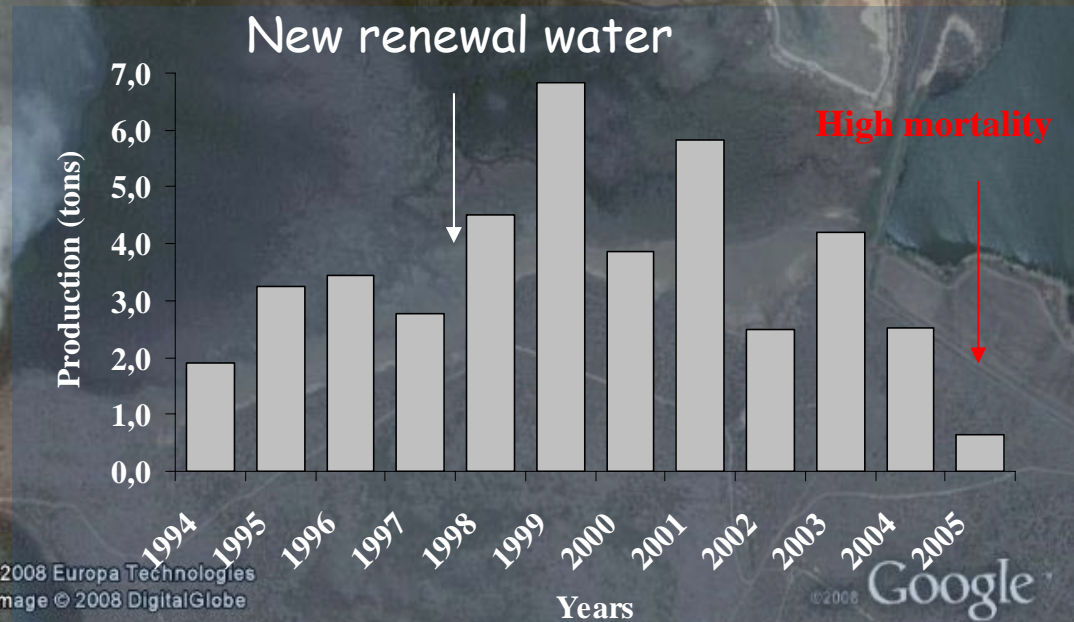 New renewal water
High mortality
Production (tons)
7,0
6,0
5,0
4,0
3,0
2,0
1,0
0,0
1994
1995
1996
1997
1998
1999
2000
2001
2002
2003
2004
2005
Years
2008 Europa Technologies
mage © 2008 DigitalGlobe
©2008 Google